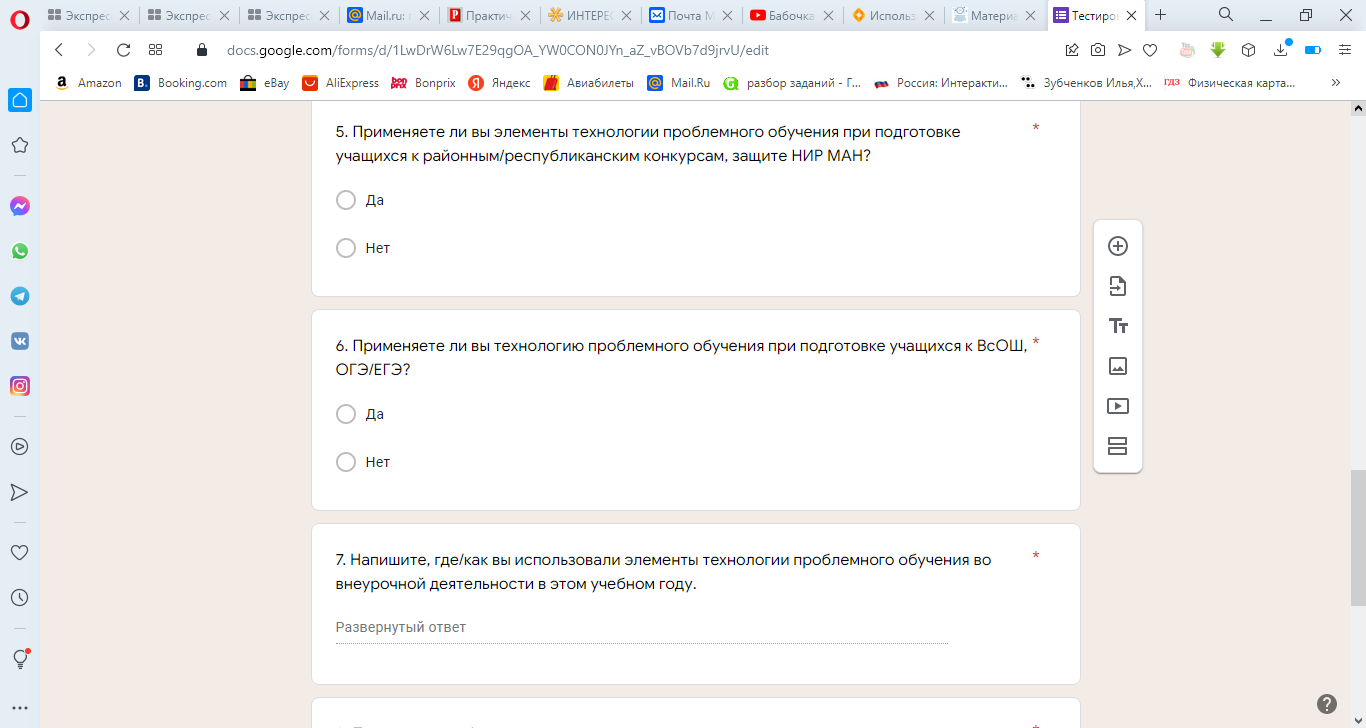 Экспрес
Экспрес
Экспрес
Mail.ru:
Практич
ИНТЕРЕС
Почта M
Бабочка
Использ
Материа
Тестиро
docs.google.com/forms/d/1LwDrW6Lw7E29qgOA_YW0CON0JYn_aZ_vBOVb7d9jrvU/edit
Amazon
Booking.com
eBay
AliExpress
Bonprix
Яндекс
Авиабилеты
Mail.Ru
разбор заданий - Г...
Россия: Интеракти...
Зубченков Илья,Х...
Физическая карта...
5. Применяете ли вы элементы технологии проблемного обучения при подготовке *
учащихся к районным/республиканским конкурсам, защите НИР МАН?
Да
Нет
6. Применяете ли вы технологию проблемного обучения при подготовке учащихся к ВсОШ, *
ОГЭ/ЕГЭ?
Да
Нет
7. Напишите, где/как вы использовали элементы технологии проблемного обучения во *
внеурочной деятельности в этом учебном году.
Развернутый ответ